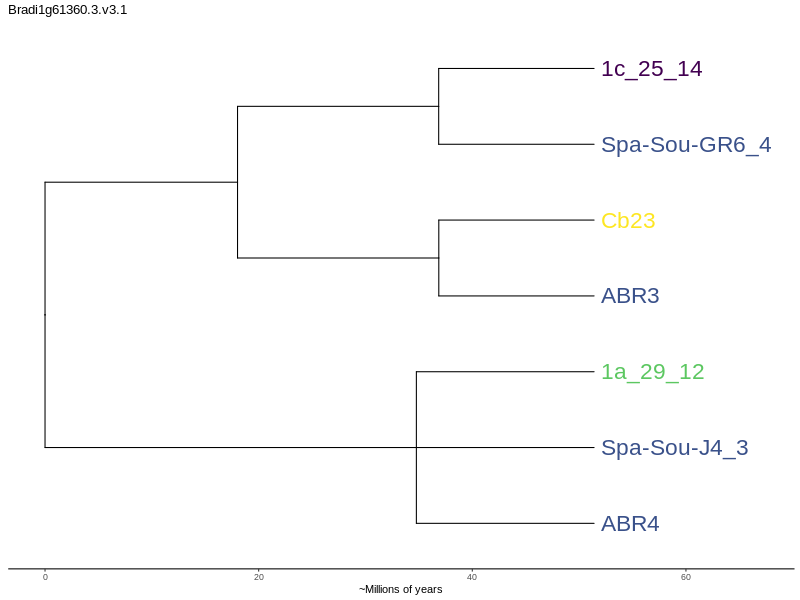 Bradi1g61360.3.v3.1
1c_25_14
Spa-Sou-GR6_4
Cb23
ABR3
1a_29_12
Spa-Sou-J4_3
ABR4
0 20 40 60
~Millions of years